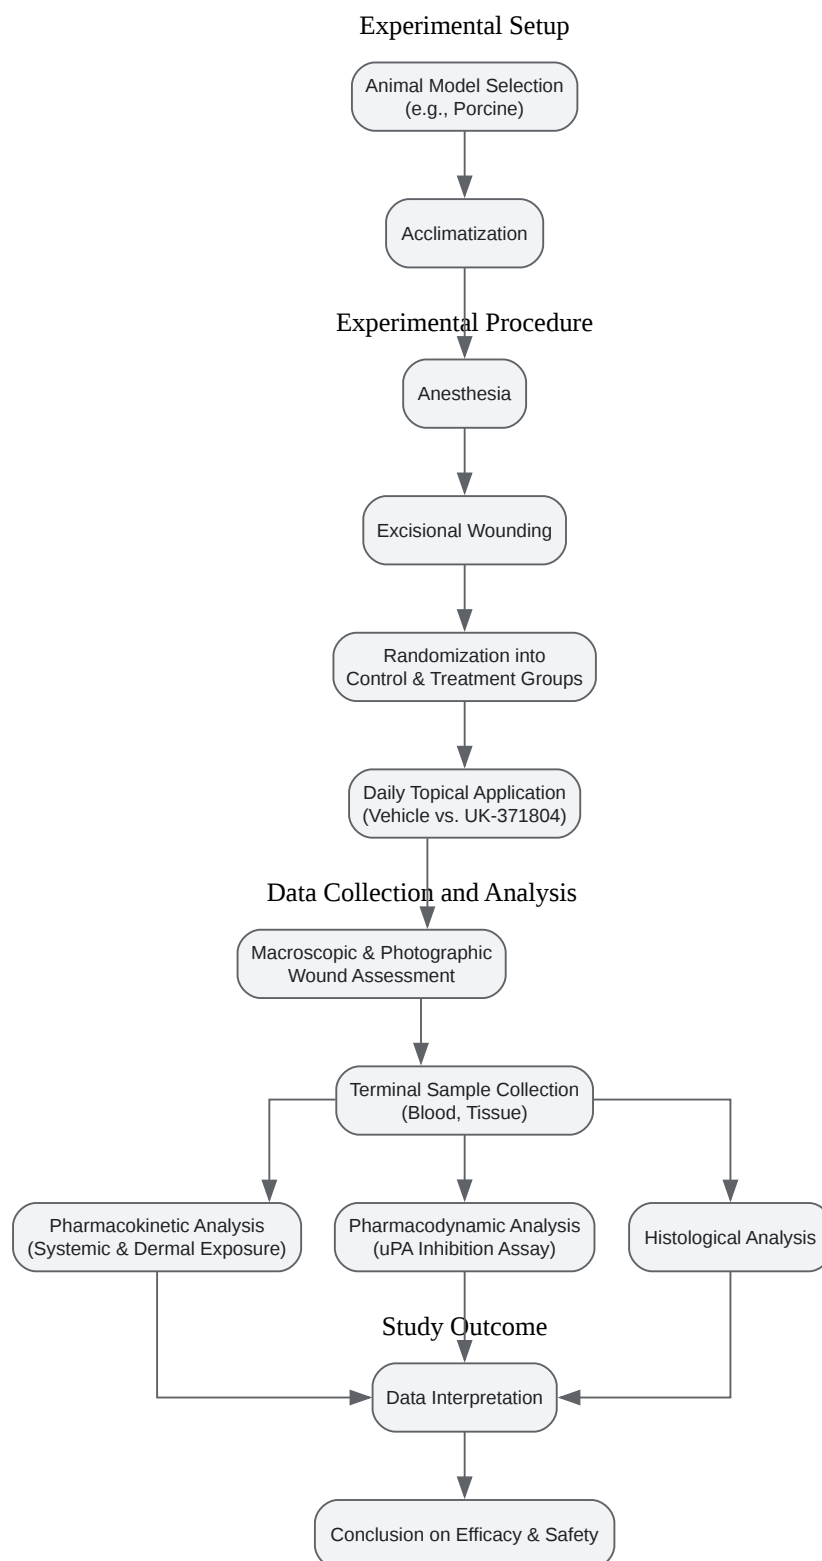 Experimental Setup
Animal Model Selection
(e.g., Porcine)
Acclimatization
Experimental Procedure
Anesthesia
Excisional Wounding
Randomization into
Control & Treatment Groups
Daily Topical Application
(Vehicle vs. UK-371804)
Data Collection and Analysis
Macroscopic & Photographic
Wound Assessment
Terminal Sample Collection
(Blood, Tissue)
Pharmacokinetic Analysis
(Systemic & Dermal Exposure)
Pharmacodynamic Analysis
(uPA Inhibition Assay)
Histological Analysis
Study Outcome
Data Interpretation
Conclusion on Efficacy & Safety